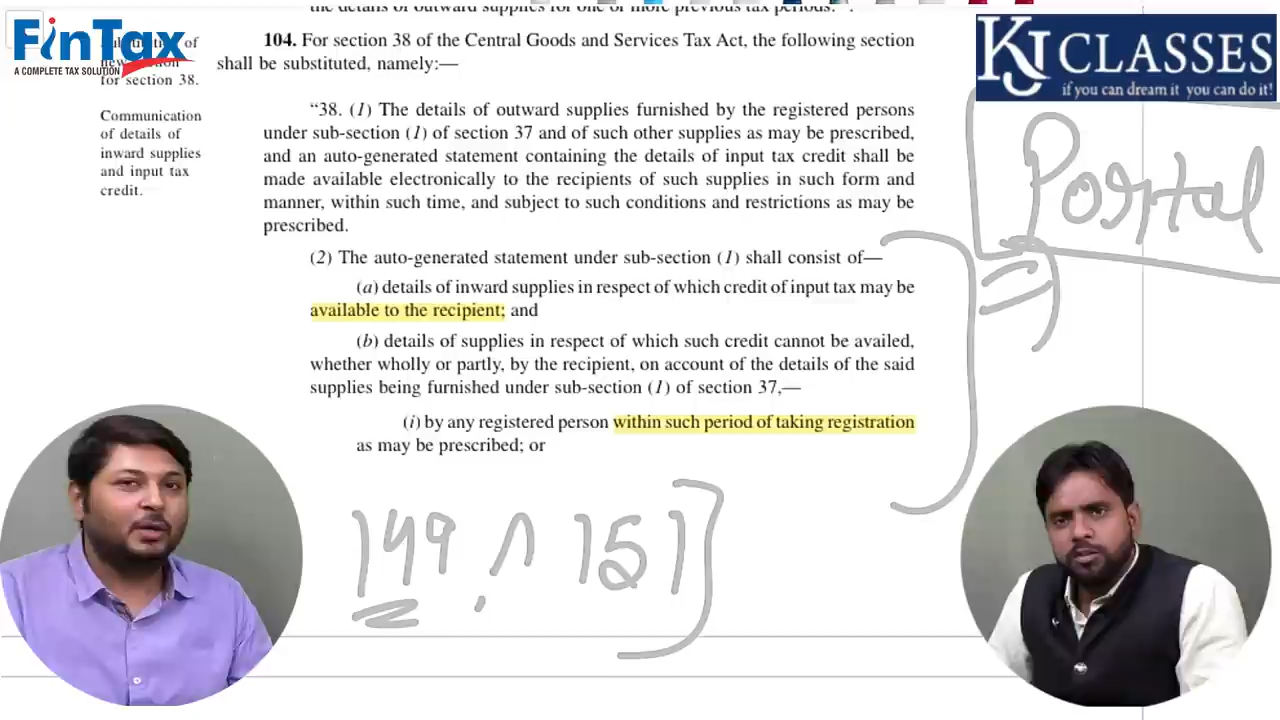 the details of outward supplies for one or more previous tax periods.".
FinTax
A COMPLETE TAX SOLUTION
KJ CLASSES
if you can dream it you can do it!
of
new
for section 38.
104. For section 38 of the Central Goods and Services Tax Act, the following section
shall be substituted, namely:—
Communication
of details of
inward supplies
and input tax
credit.
“38. (1) The details of outward supplies furnished by the registered persons
under sub-section (1) of section 37 and of such other supplies as may be prescribed,
and an auto-generated statement containing the details of input tax credit shall be
made available electronically to the recipients of such supplies in such form and
manner, within such time, and subject to such conditions and restrictions as may be
prescribed.
Portal
(2) The auto-generated statement under sub-section (1) shall consist of—
(a) details of inward supplies in respect of which credit of input tax may be
available to the recipient; and
(b) details of supplies in respect of which such credit cannot be availed,
whether wholly or partly, by the recipient, on account of the details of the said
supplies being furnished under sub-section (1) of section 37,—
(i) by any registered person within such period of taking registration
as may be prescribed; or
149 151